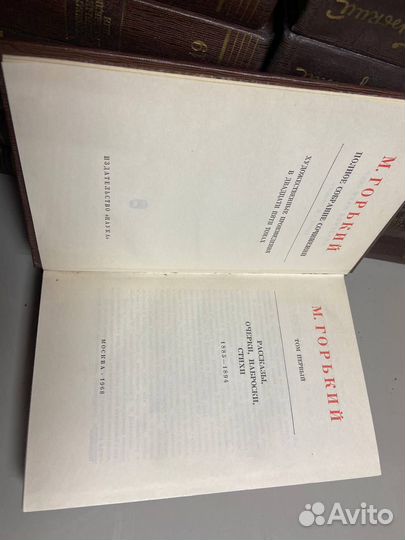 М. ГОРЬКИЙ
ПОЛНОЕ СОБРАНИЕ СОЧИНЕНИЙ
ХУДОЖЕСТВЕННЫЕ ПРОИЗВЕДЕНИЯ
В ДВАДЦАТИ ПЯТИ ТОМАХ
ИЗДАТЕЛЬСТВО «НАУКА»
М. ГОРЬКИЙ
ТОМ ПЕРВЫЙ
РАССКАЗЫ,
ОЧЕРКИ, НАБРОСКИ,
СТИХИ
1885—1894
МОСКВА · 1968
Avito